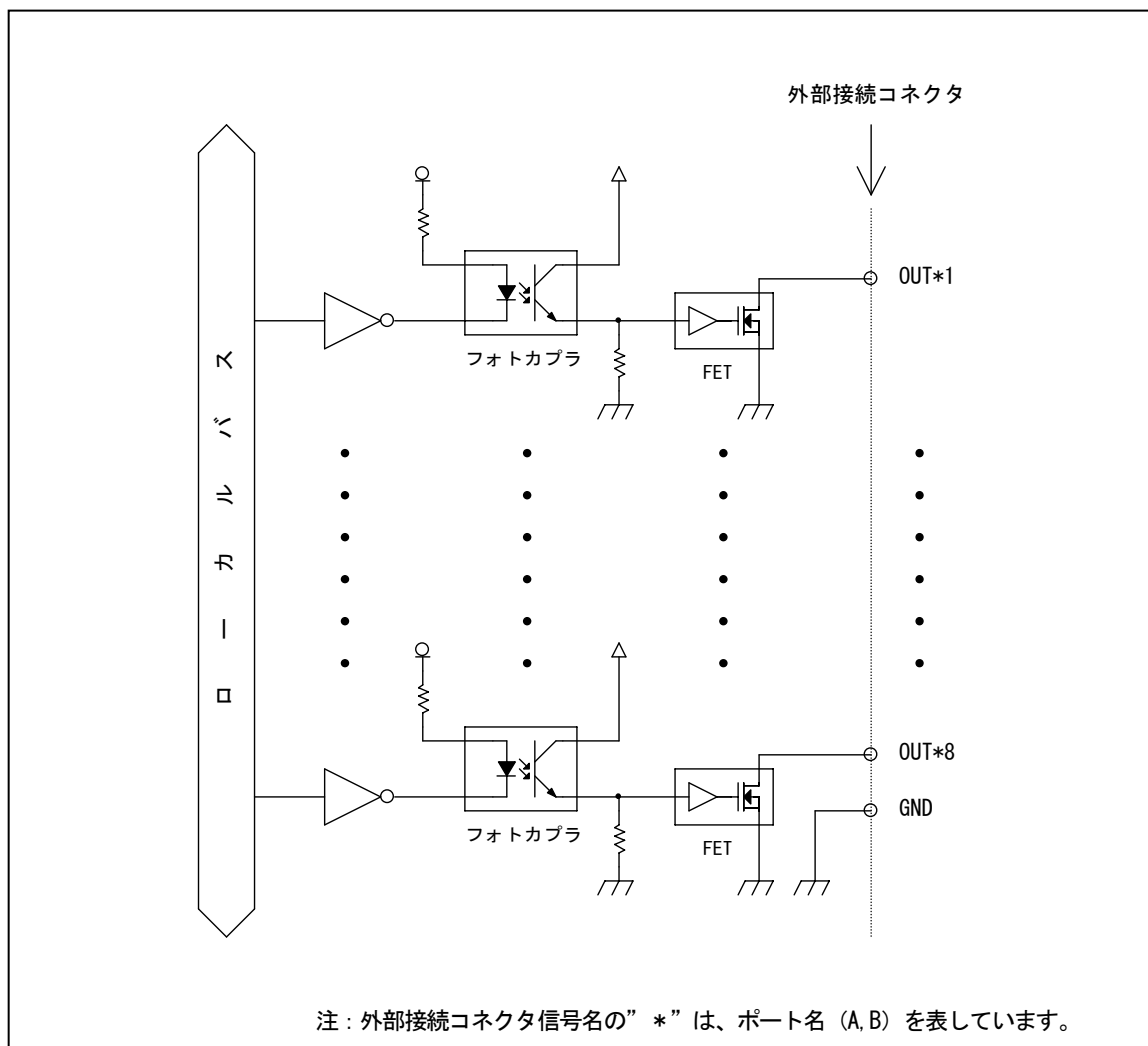 外部接続コネクタ
OUT*1
フォトカプラ
FET
ローカルバス
OUT*8
GND
フォトカプラ
FET
注：外部接続コネクタ信号名の”*”は、ポート名（A,B）を表しています。